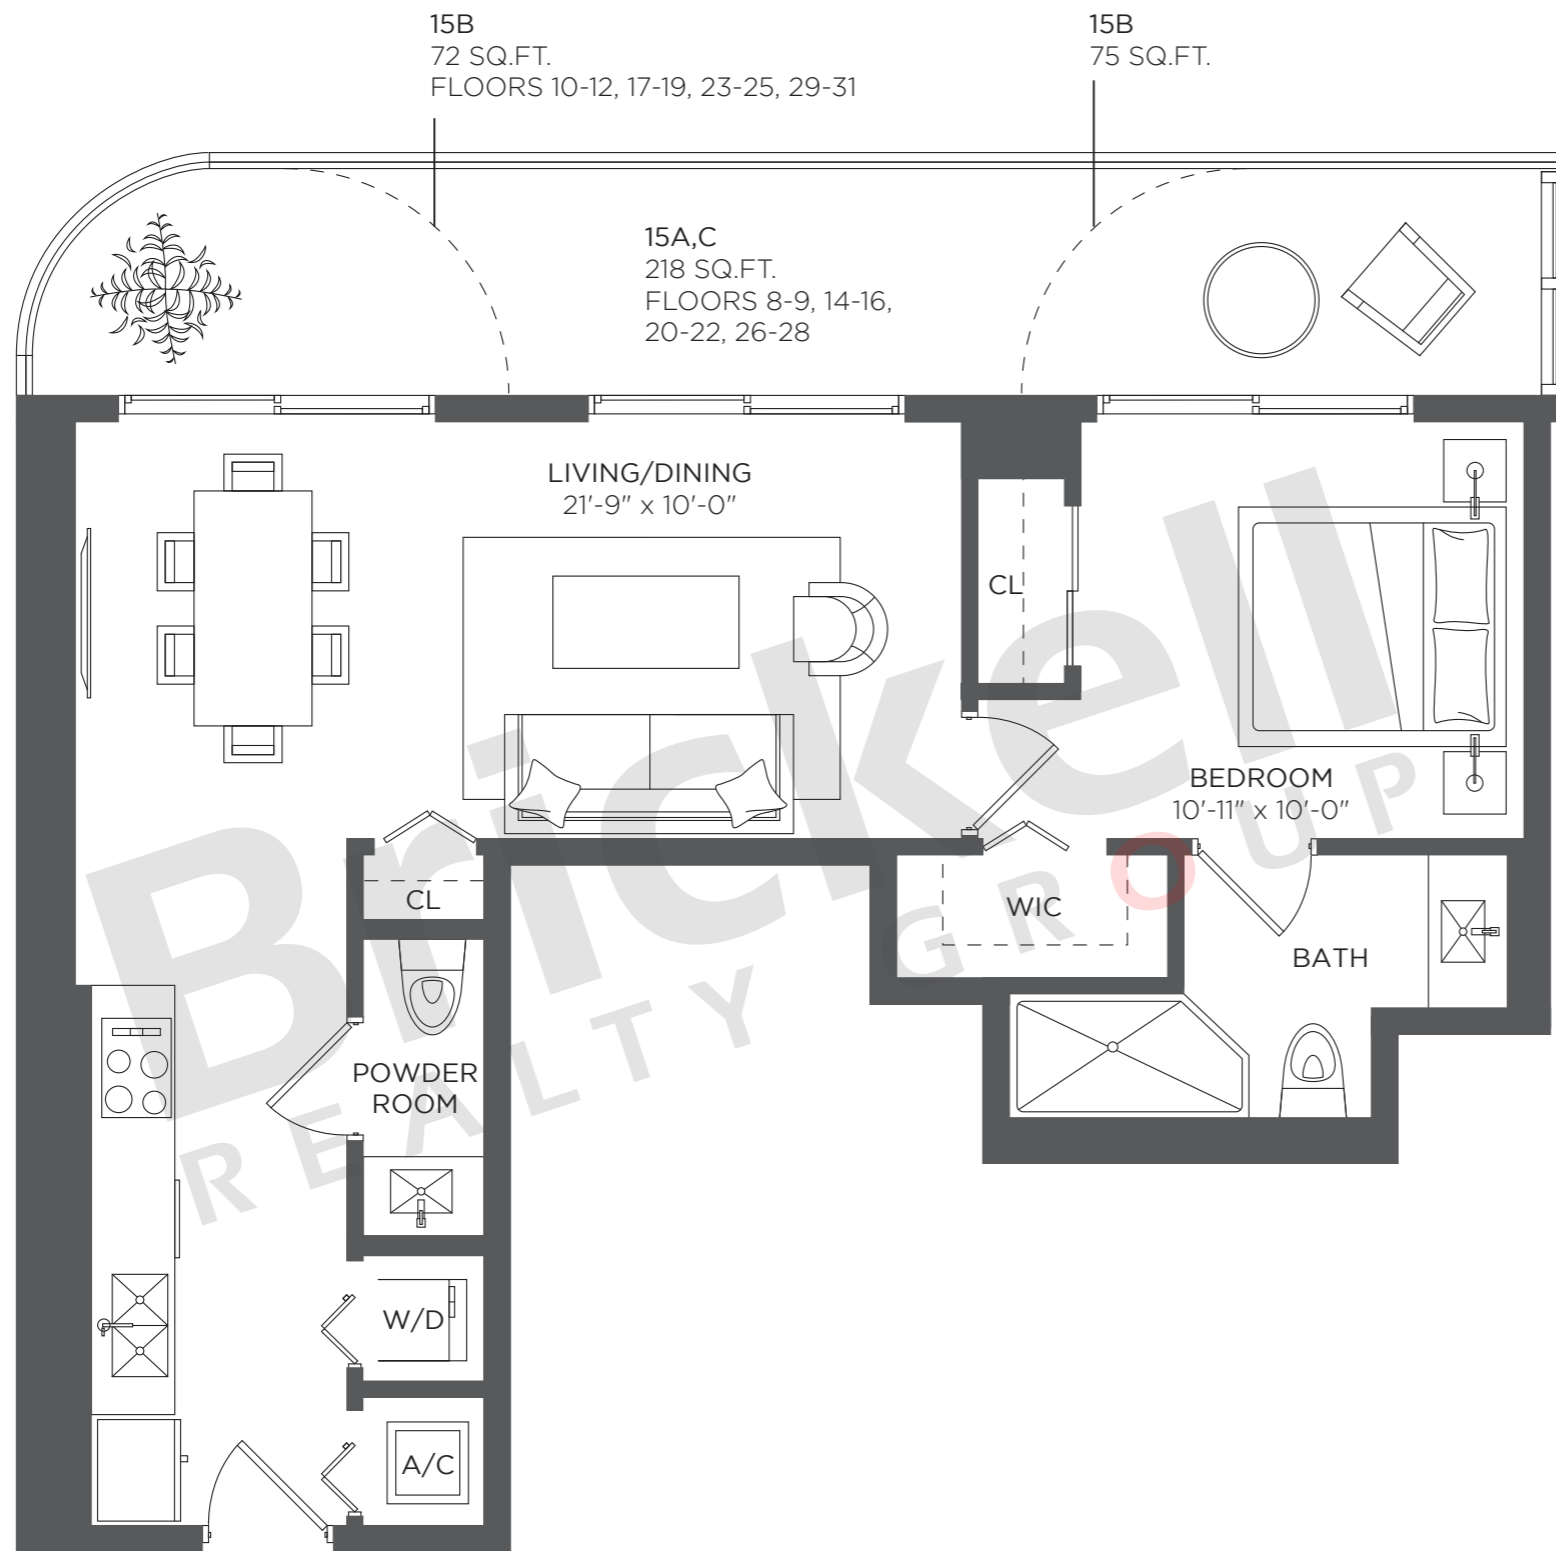 15B
72 SQ.FT.
FLOORS 10-12, 17-19, 23-25, 29-31
15B
75 SQ.FT.
15A,C
218 SQ.FT.
FLOORS 8-9, 14-16,
20-22, 26-28
LIVING/DINING
21'-9" x 10'-0"
CL
BEDROOM
10'-11" x 10'-0"
CL
WIC
BATH
POWDER
ROOM
W/D
A/C
Brickell
REALTY GROUP